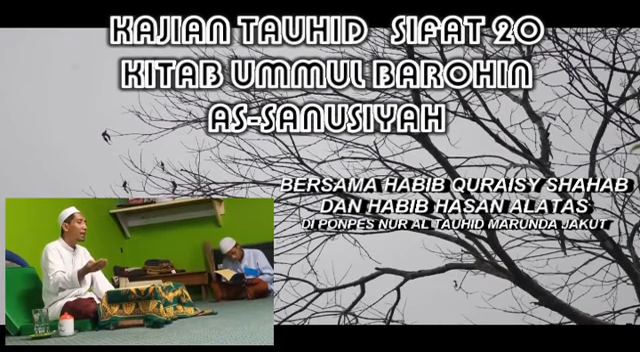 KAJIAN TAUHID SIFAT 20
KITAB UMMUL BAROHIN
AS-SANUSIYAH
BERSAMA HABIB QURAISY SHAHAB
DAN HABIB HASAN ALATAS
DI PONPES NUR AL TAUHID MARUNDA JAKUT